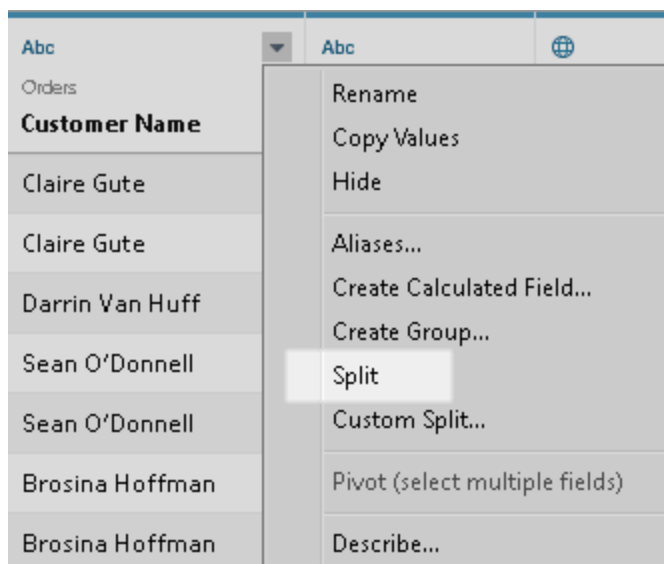 Abc
Abc
Orders
Customer Name
Claire Gute
Claire Gute
Darrin Van Huff
Sean O'Donnell
Sean O'Donnell
Brosina Hoffman
Brosina Hoffman
Rename
Copy Values
Hide
Aliases...
Create Calculated Field...
Create Group...
Split
Custom Split...
Pivot (select multiple fields)
Describe...